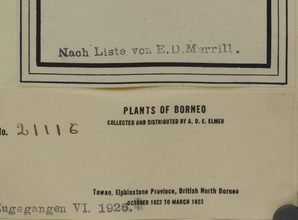 Nach Liste von E.D.Merrill.
PLANTS OF BORNEO
COLLECTED AND DISTRIBUTED BY A. D. E. ELMER
No. 21116
Tawao, Elphinstone Province, British North Borneo
OCTOBER 1922 TO MARCH 1923
Zugegangen VI. 1926.